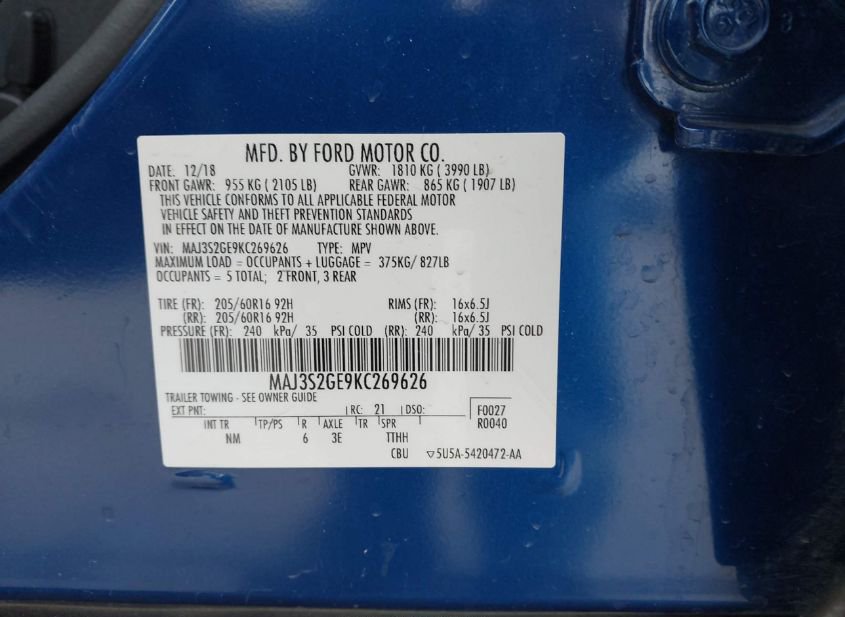 MFD. BY FORD MOTOR CO.
DATE: 12/18 GVWR: 1810 KG ( 3990 LB)
FRONT GAWR: 955 KG ( 2105 LB) REAR GAWR: 865 KG ( 1907 LB)
THIS VEHICLE CONFORMS TO ALL APPLICABLE FEDERAL MOTOR
VEHICLE SAFETY AND THEFT PREVENTION STANDARDS
IN EFFECT ON THE DATE OF MANUFACTURE SHOWN ABOVE.
VIN: MAJ3S2GE9KC269626 TYPE: MPV
MAXIMUM LOAD = OCCUPANTS + LUGGAGE = 375KG/ 827LB
OCCUPANTS = 5 TOTAL; 2 FRONT, 3 REAR
TIRE (FR): 205/60R16 92H RIMS (FR): 16x6.5J
(RR): 205/60R16 92H (RR): 16x6.5J
PRESSURE (FR): 240 kPa/ 35 PSI COLD (RR): 240 kPa/ 35 PSI COLD
MAJ3S2GE9KC269626
TRAILER TOWING - SEE OWNER GUIDE
EXT PNT: RC: 21 DSO: F0027
INT TR TP/PS R AXLE TR SPR R0040
NM 6 3E TTHH
CBU ▽5U5A-5420472-AA